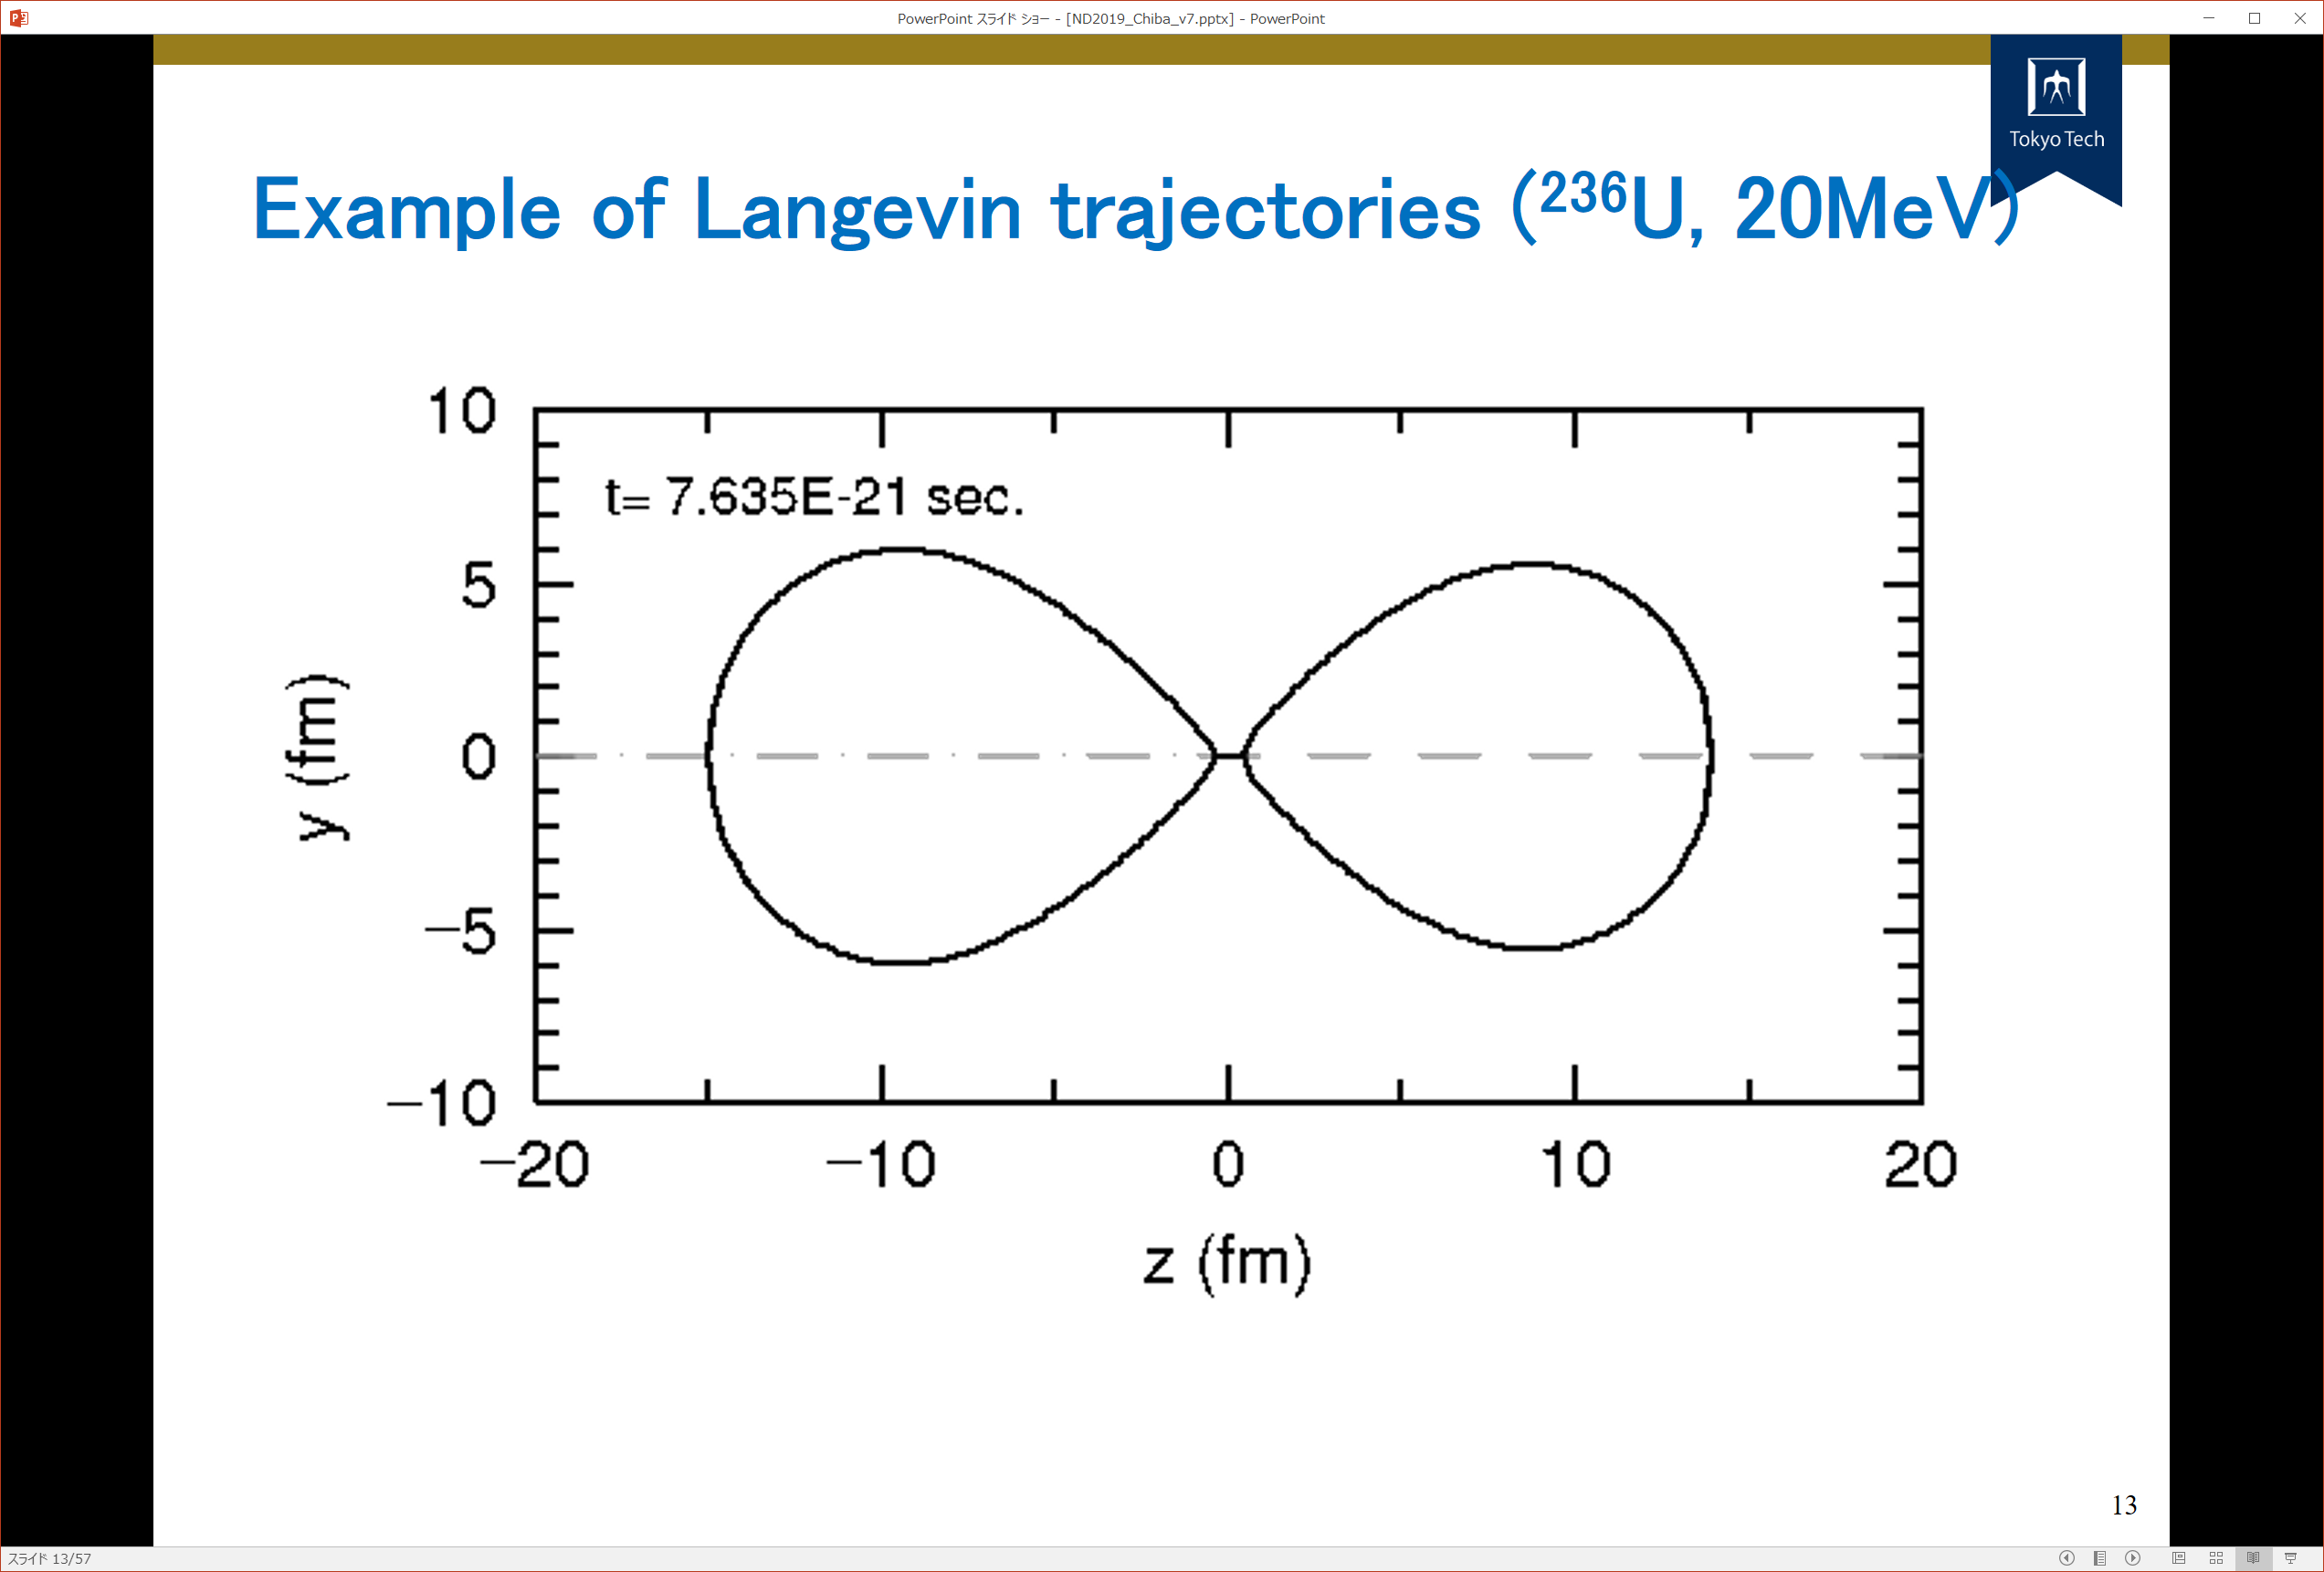 PowerPoint スライド ショー - [ND2019_Chiba_v7.pptx] - PowerPoint
Tokyo Tech
Example of Langevin trajectories (²³⁶U, 20MeV)
10
t= 7.635E-21 sec.
5
0
−5
−10
y (fm)
−20 −10 0 10 20
z (fm)
13
スライド 13/57